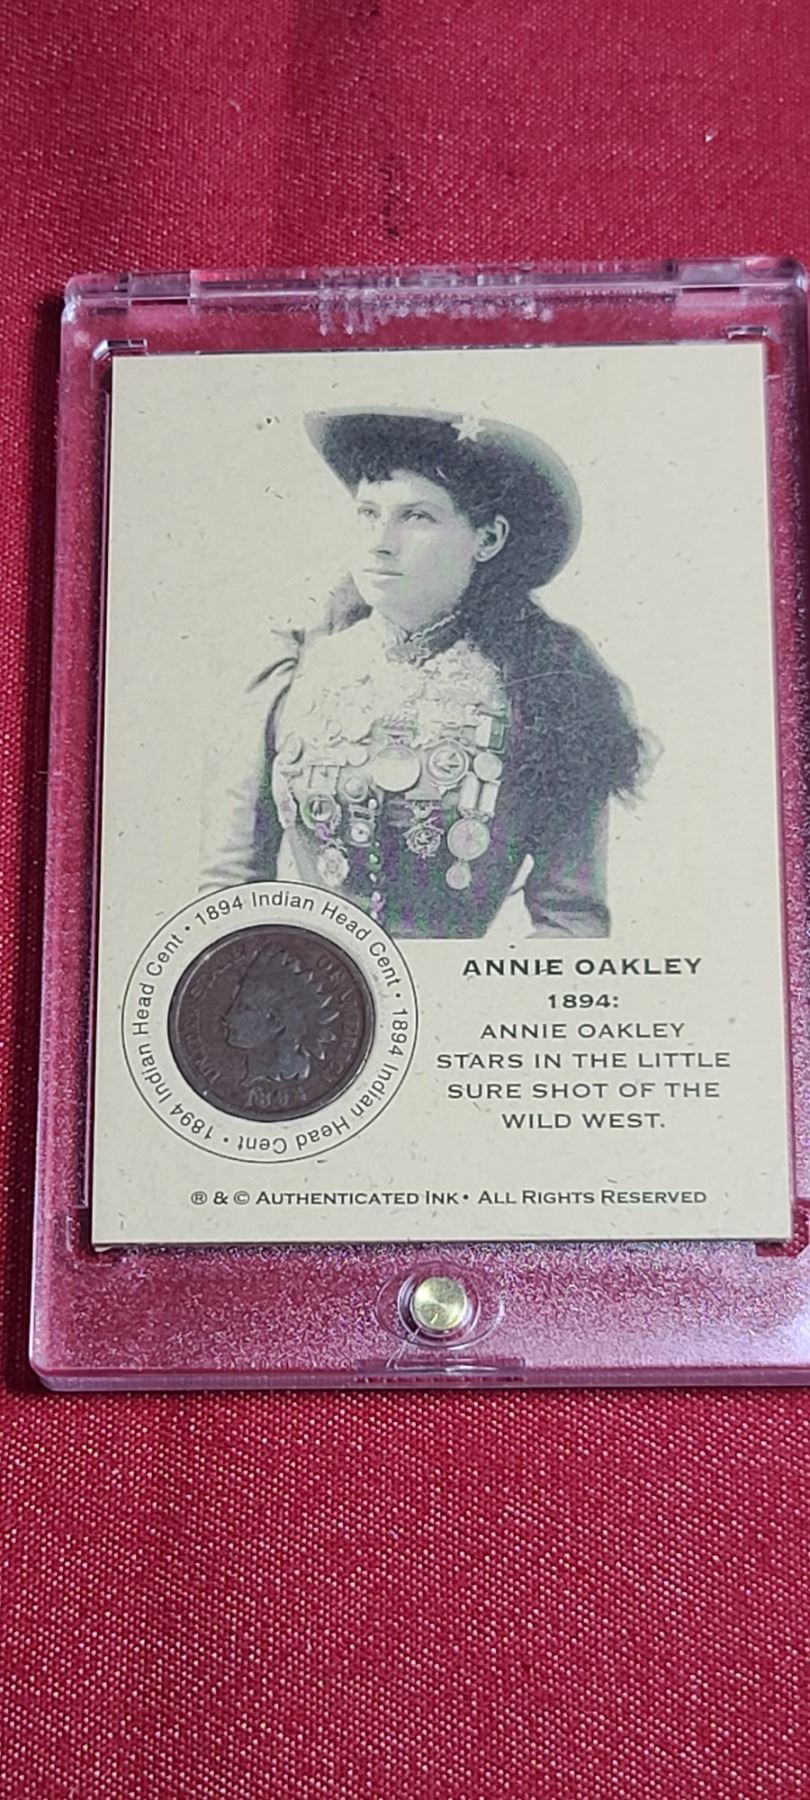 1894 Indian Head Cent • 1894 Indian Head Cent • 1894 Indian Head Cent •
1894
ANNIE OAKLEY
1894:
ANNIE OAKLEY
STARS IN THE LITTLE
SURE SHOT OF THE
WILD WEST.
® & © AUTHENTICATED INK • ALL RIGHTS RESERVED